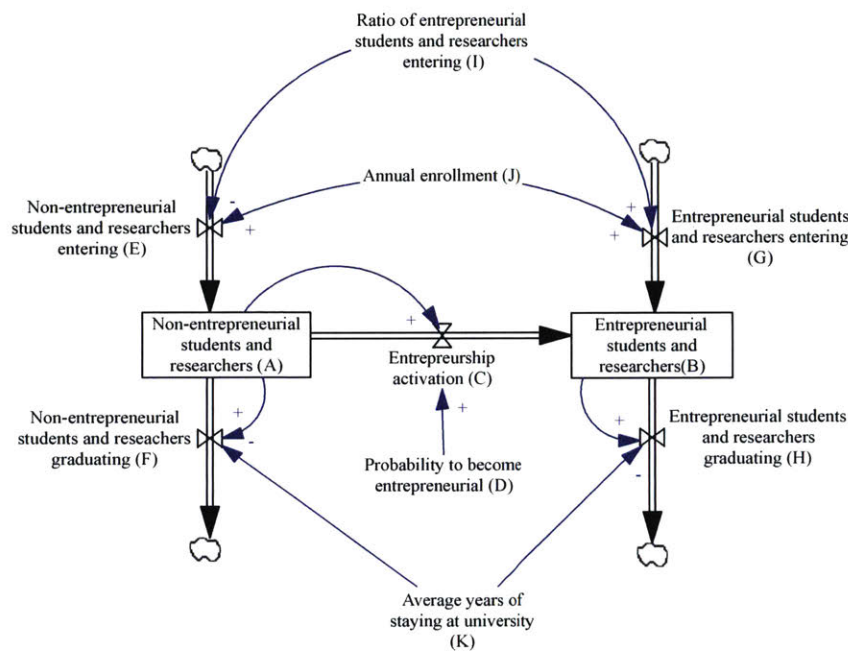 Ratio of entrepreneurial
students and researchers
entering (I)
Annual enrollment (J)
-
+
Non-entrepreneurial
students and researchers
entering (E)
+
+
Entrepreneurial students
and researchers entering
(G)
Non-entrepreneurial
students and
researchers (A)
+
Entrepreurship
activation (C)
Entrepreneurial
students and
researchers(B)
Non-entrepreneurial
students and reseachers
graduating (F)
+
-
+
Probability to become
entrepreneurial (D)
+
-
Entrepreneurial students
and researchers
graduating (H)
Average years of
staying at university
(K)